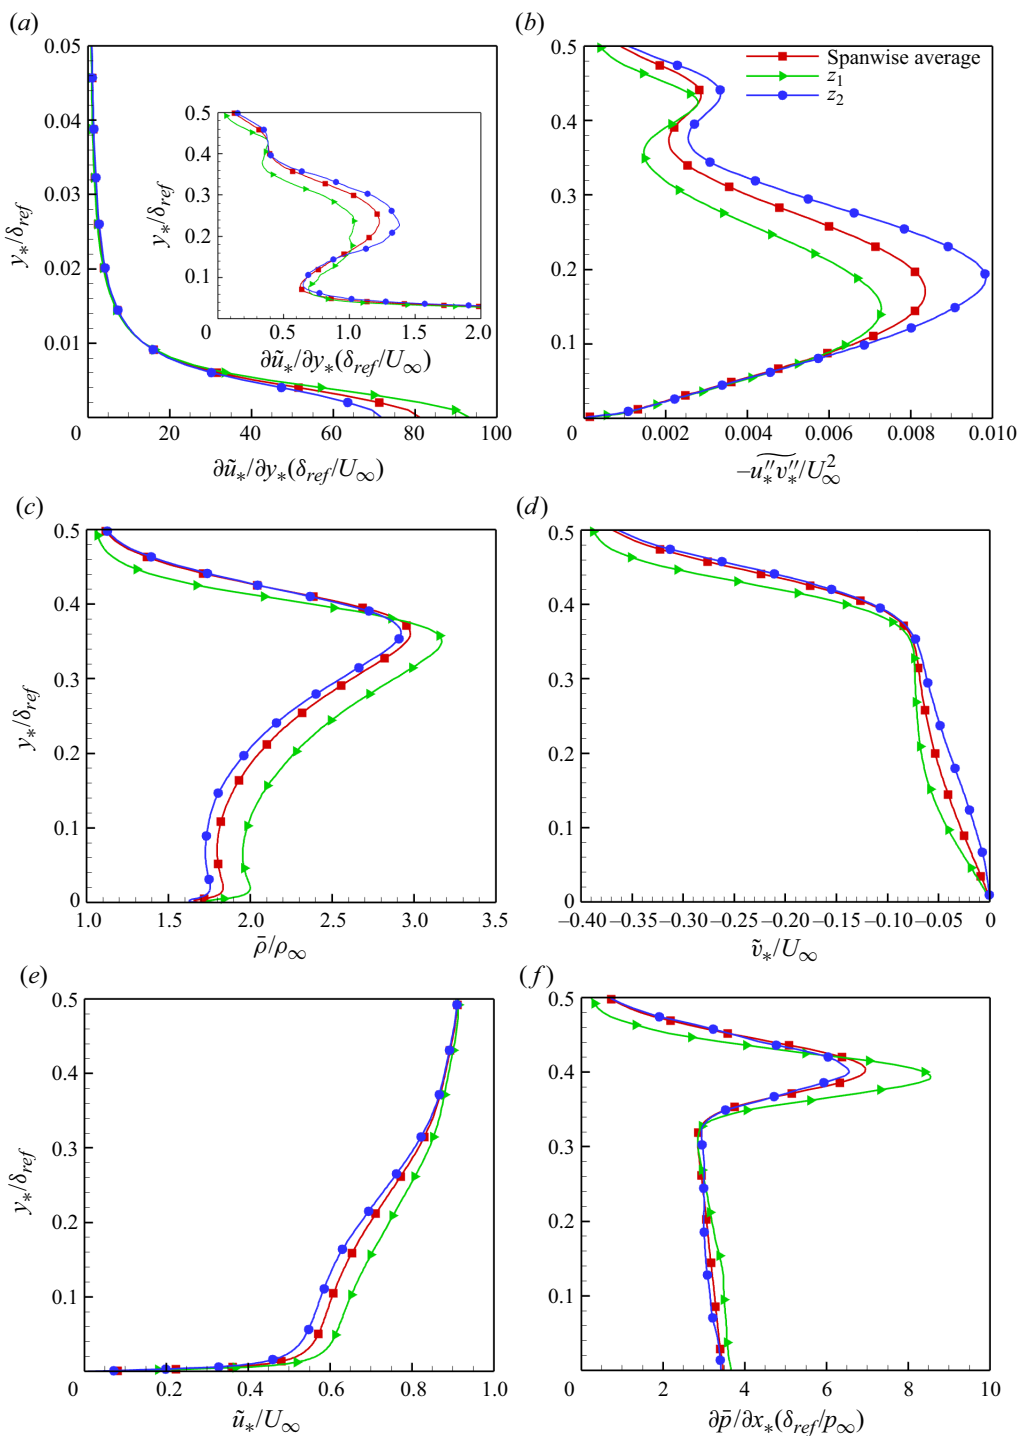 (a)
0.05
0.04
0.03
0.02
0.01
y*/δref
0 20 40 60 80 100
∂ũ*/∂y*(δref/U∞)
0.5
0.4
0.3
0.2
0.1
y*/δref
0 0.5 1.0 1.5 2.0
∂ũ*/∂y*(δref/U∞)
(b)
Spanwise average
z1
z2
0.5
0.4
0.3
0.2
0.1
0 0.002 0.004 0.006 0.008 0.010
−u*″v*″/U∞²
(c)
0.5
0.4
0.3
0.2
0.1
0
y*/δref
1.0 1.5 2.0 2.5 3.0 3.5
ρ̄/ρ∞
(d)
0.5
0.4
0.3
0.2
0.1
0
−0.40 −0.35 −0.30 −0.25 −0.20 −0.15 −0.10 −0.05 0
ṽ*/U∞
(e)
0.5
0.4
0.3
0.2
0.1
y*/δref
0 0.2 0.4 0.6 0.8 1.0
ũ*/U∞
(f)
0.5
0.4
0.3
0.2
0.1
0 2 4 6 8 10
∂p̄/∂x*(δref/p∞)